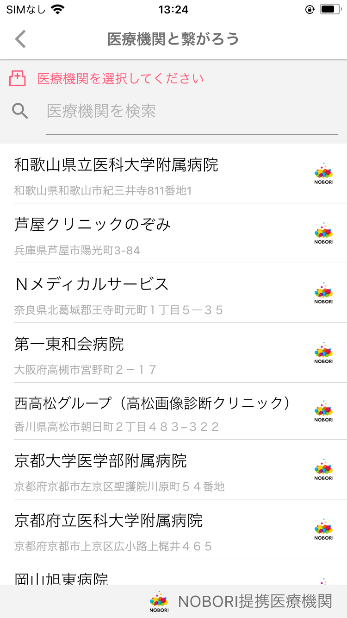 SIMなし 13:24
医療機関と繋がろう
医療機関を選択してください
医療機関を検索
和歌山県立医科大学附属病院
和歌山県和歌山市紀三井寺811番地1
NOBORI
芦屋クリニックのぞみ
兵庫県芦屋市陽光町3-84
NOBORI
Ｎメディカルサービス
奈良県北葛城郡王寺町元町１丁目５－３５
NOBORI
第一東和会病院
大阪府高槻市宮野町２－１７
NOBORI
西高松グループ（高松画像診断クリニック）
香川県高松市朝日町２丁目４８３−３２２
NOBORI
京都大学医学部附属病院
京都府京都市左京区聖護院川原町５４番地
NOBORI
京都府立医科大学附属病院
京都府京都市上京区広小路上梶井４６５
NOBORI
岡山旭東病院
NOBORI NOBORI提携医療機関